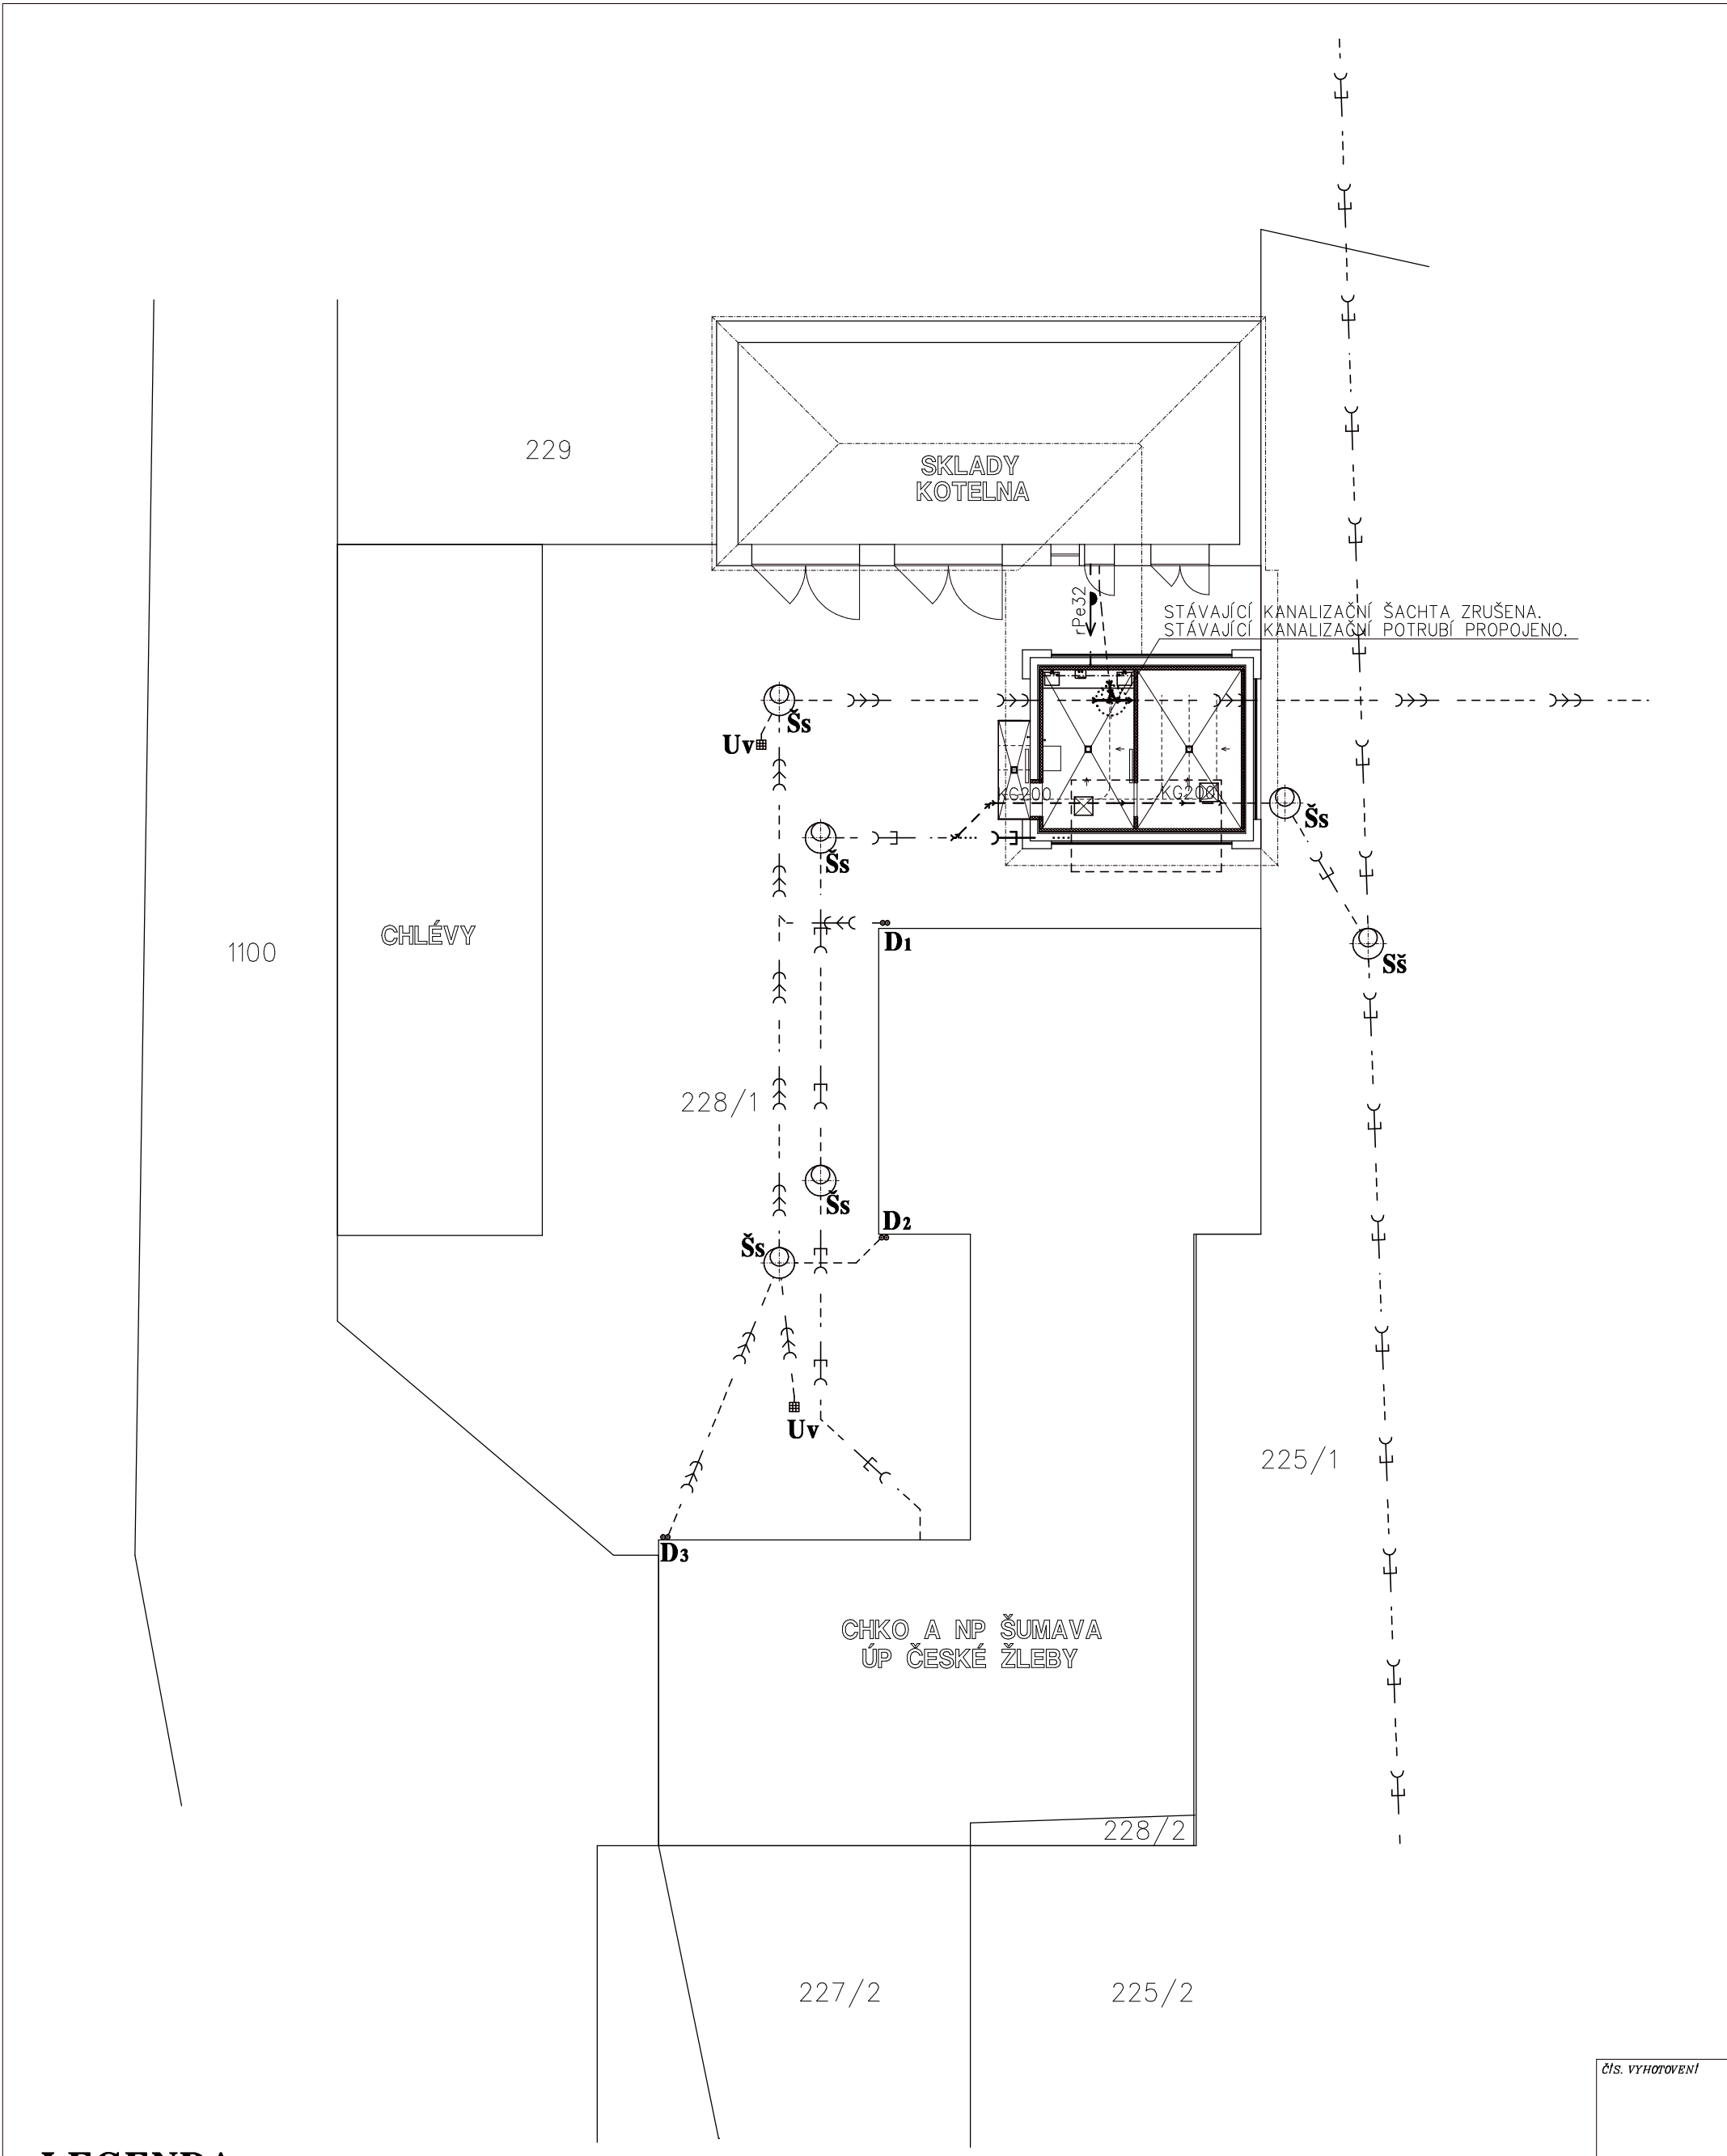 229
SKLADY
KOTELNA
rPe32
STÁVAJÍCÍ KANALIZAČNÍ ŠACHTA ZRUŠENA.
STÁVAJÍCÍ KANALIZAČNÍ POTRUBÍ PROPOJENO.
Šs
Uv
KG200
KG200
Šs
Šs
CHLÉVY
D1
1100
Sš
228/1
Šs
D2
Šs
Uv
225/1
D3
CHKO A NP ŠUMAVA
ÚP ČESKÉ ŽLEBY
228/2
227/2
225/2
ČÍS. VYHOTOVENÍ
LEGENDA